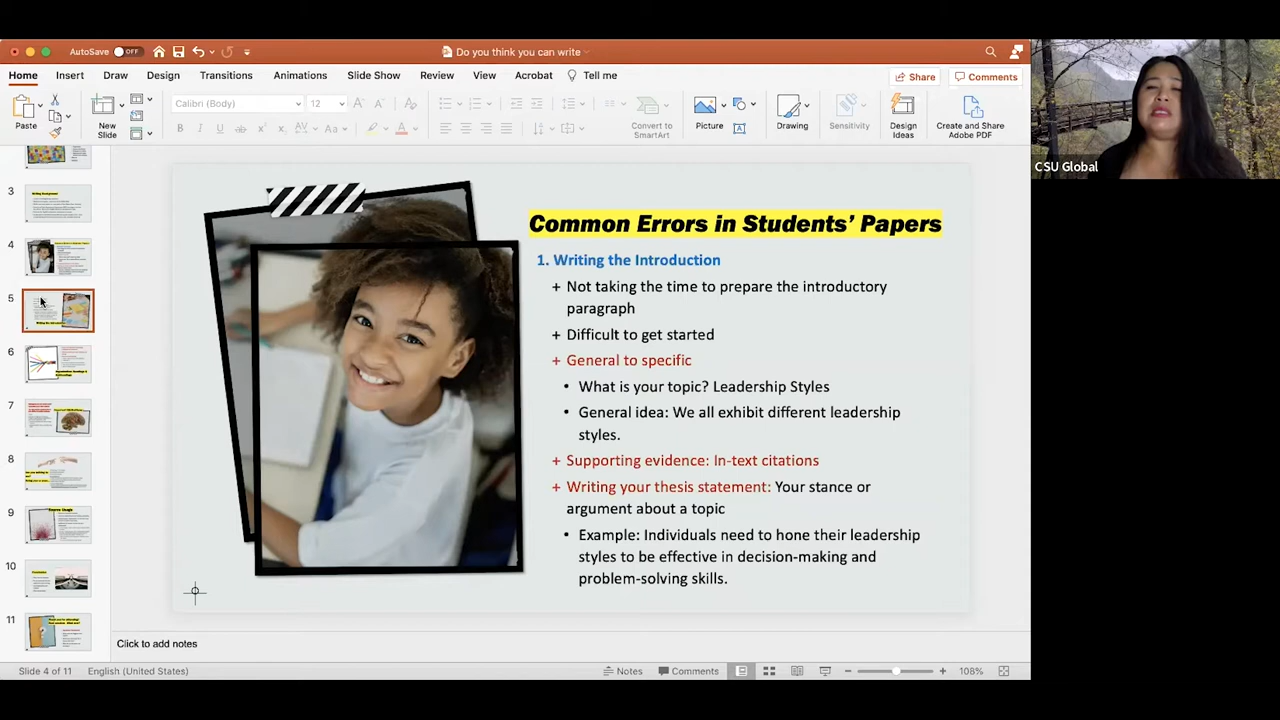 AutoSave OFF
Do you think you can write
Home Insert Draw Design Transitions Animations Slide Show Review View Acrobat Tell me
Share Comments
Paste
New Slide
Calibri (Body) 12
Convert to SmartArt
Picture
Drawing
Sensitivity
Design Ideas
Create and Share Adobe PDF
CSU Global
3
4
5
6
7
8
9
10
11
Common Errors in Students' Papers
1. Writing the Introduction
+ Not taking the time to prepare the introductory
paragraph
+ Difficult to get started
+ General to specific
• What is your topic? Leadership Styles
• General idea: We all exhibit different leadership
styles.
+ Supporting evidence: In-text citations
+ Writing your thesis statement: Your stance or
argument about a topic
• Example: Individuals need to hone their leadership
styles to be effective in decision-making and
problem-solving skills.
Click to add notes
Slide 4 of 11 English (United States) Notes Comments 108%